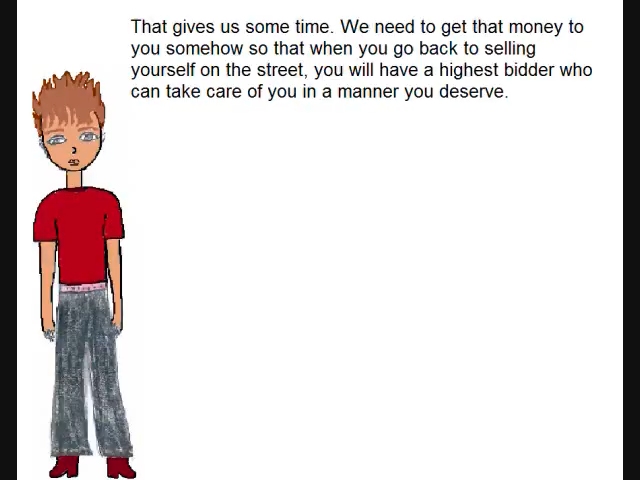 That gives us some time. We need to get that money to
you somehow so that when you go back to selling
yourself on the street, you will have a highest bidder who
can take care of you in a manner you deserve.